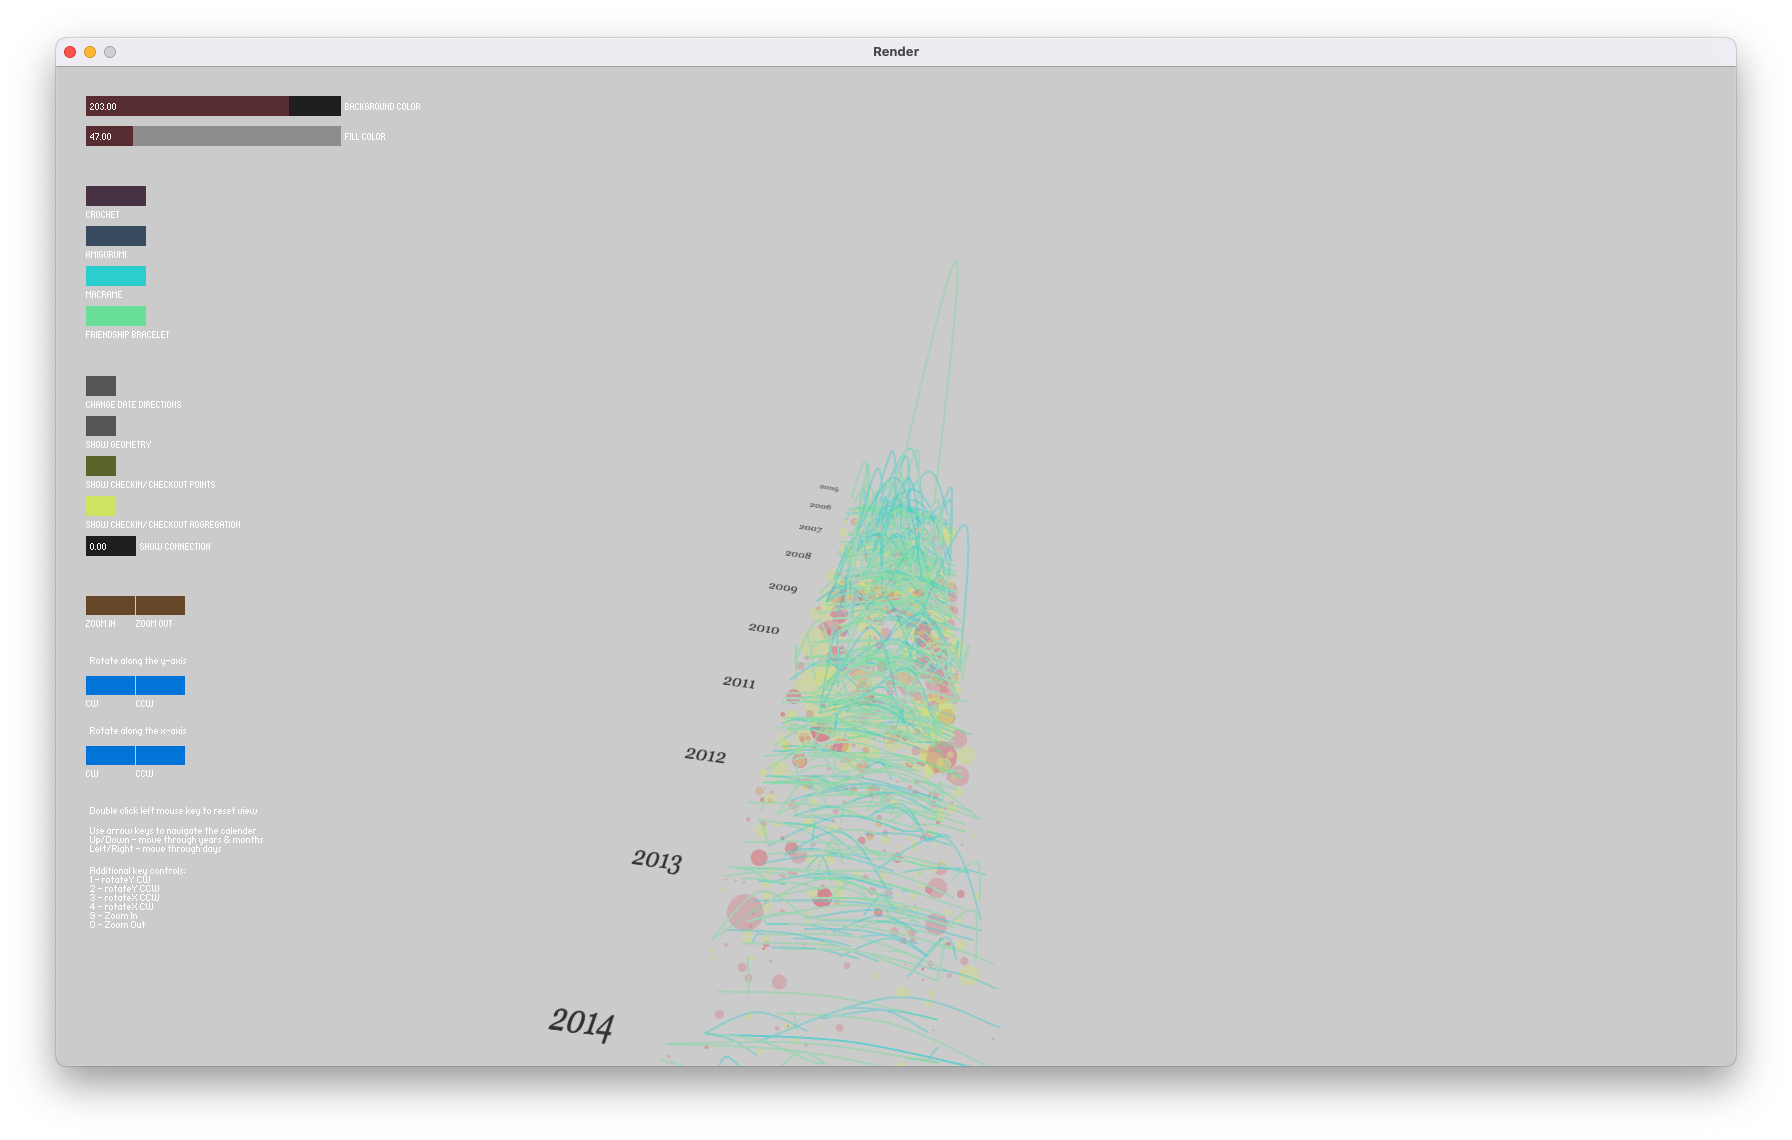 Render
203.00 BACKGROUND COLOR
47.00 FILL COLOR
CROCHET
AMIGURUMI
MACRAME
FRIENDSHIP BRACELET
CHANGE DATE DIRECTIONS
SHOW GEOMETRY
SHOW CHECKIN/CHECKOUT POINTS
SHOW CHECKIN/CHECKOUT AGGREGATION
0.00 SHOW CONNECTION
ZOOM IN ZOOM OUT
Rotate along the y-axis
CW CCW
Rotate along the x-axis
CW CCW
Double click left mouse key to reset view
Use arrow keys to navigate the calender
Up/Down - move through years & months
Left/Right - move through days
Additional key controls:
1 - rotateY CW
2 - rotateY CCW
3 - rotateX CCW
4 - rotateX CW
9 - Zoom In
0 - Zoom Out
2005
2006
2007
2008
2009
2010
2011
2012
2013
2014